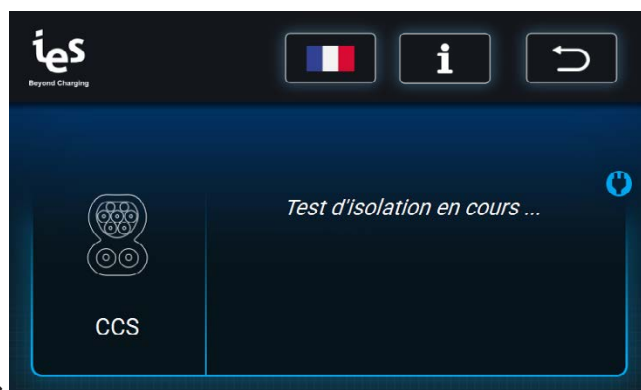 ies
Beyond Charging
i
Test d'isolation en cours ...
CCS